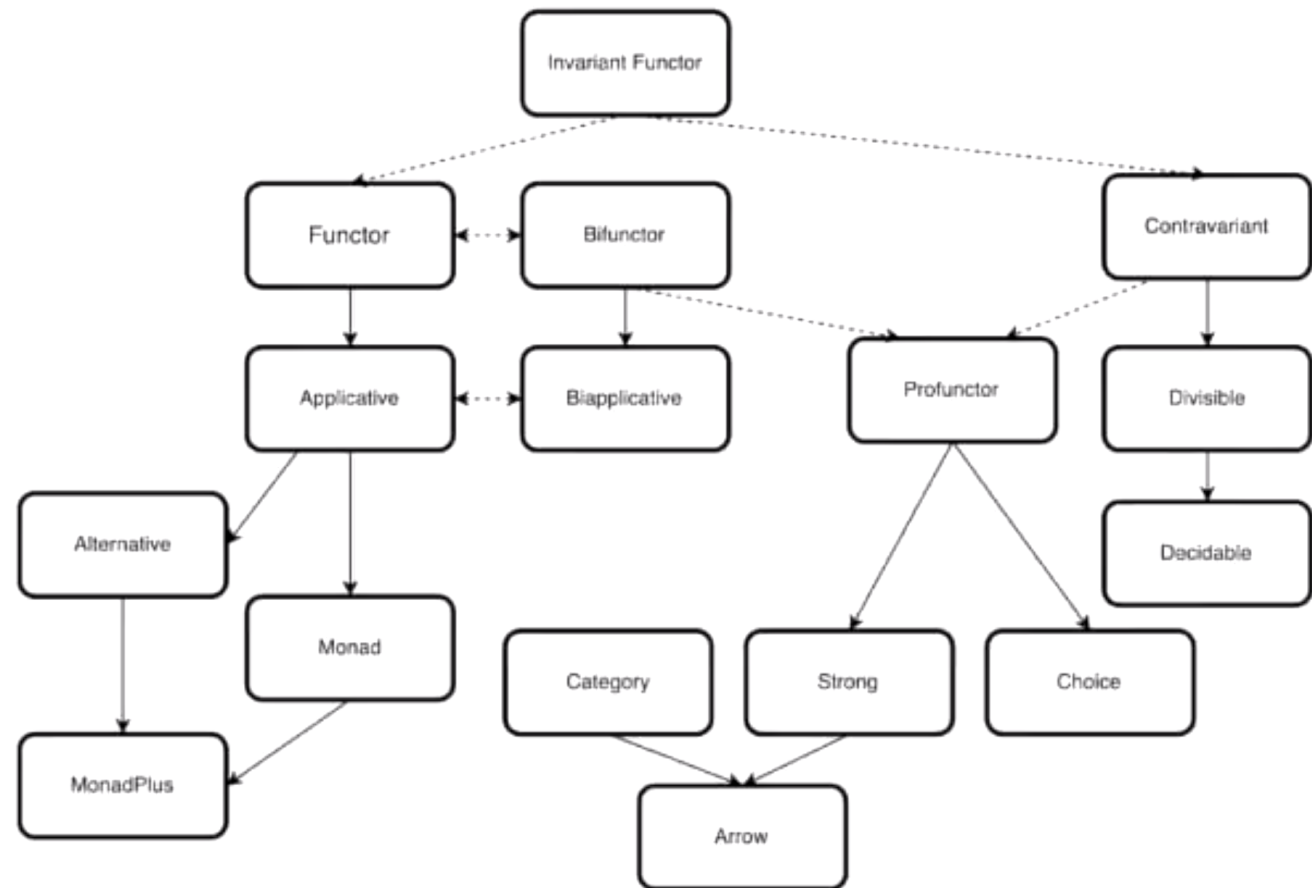 Invariant Functor
Functor
Bifunctor
Contravariant
Applicative
Biapplicative
Profunctor
Divisible
Alternative
Decidable
Monad
Category
Strong
Choice
MonadPlus
Arrow